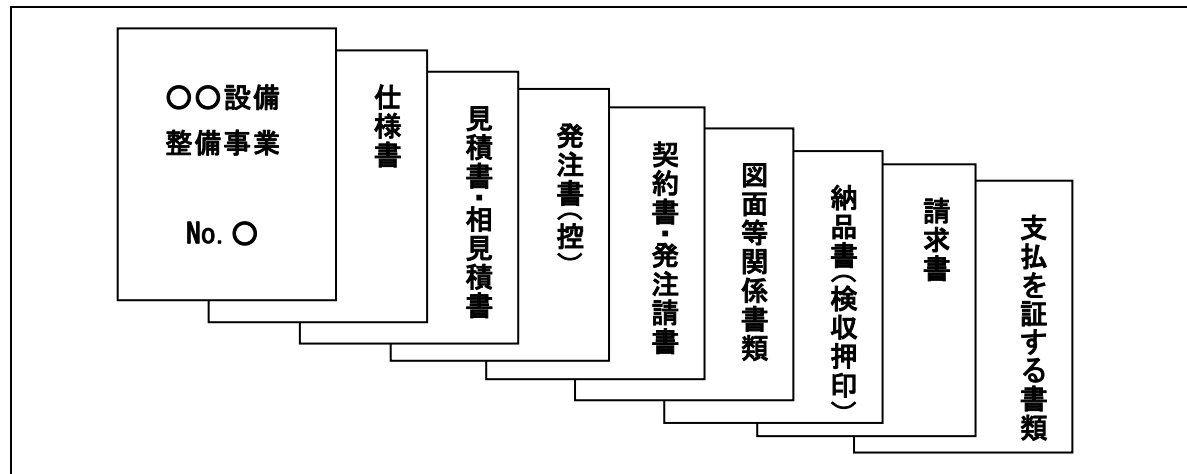 〇〇設備
整備事業
No. 〇
仕様書
見積書・相見積書
発注書（控）
契約書・発注請書
図面等関係書類
納品書（検収押印）
請求書
支払を証する書類